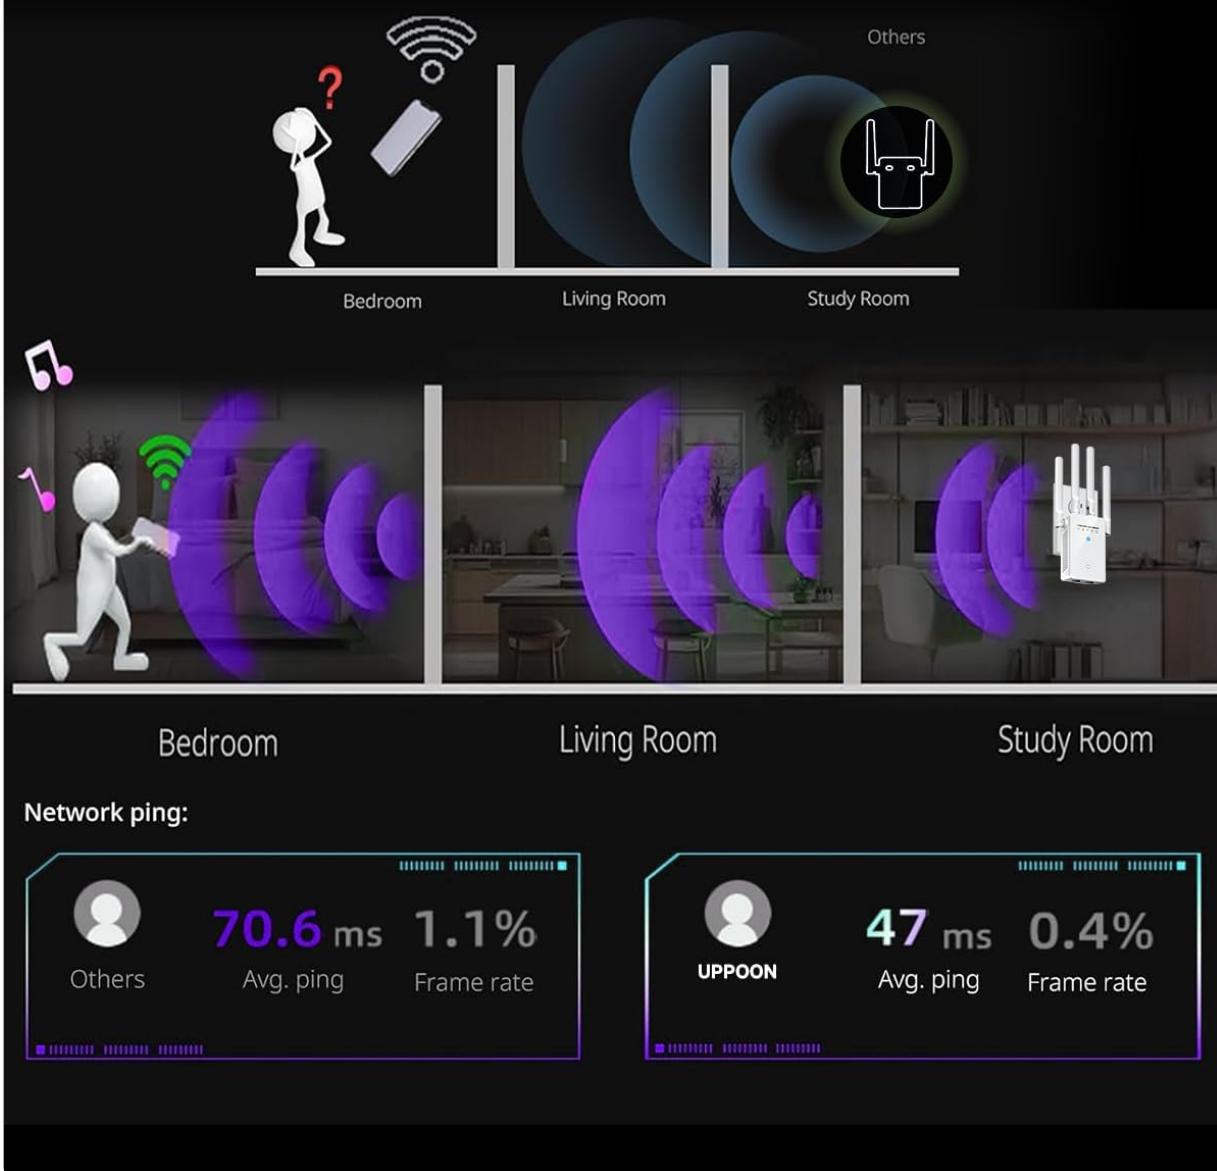 Others
?
Bedroom
Living Room
Study Room
Bedroom
Living Room
Study Room
Network ping:
70.6 ms 1.1%
Others Avg. ping Frame rate
47 ms 0.4%
UPPOON Avg. ping Frame rate